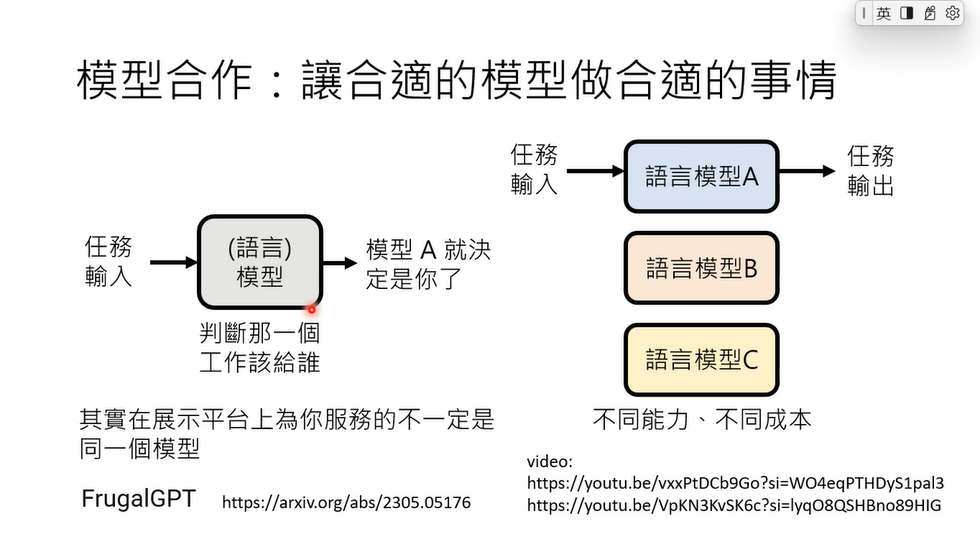 英
模型合作：讓合適的模型做合適的事情
任務
輸入
(語言)
模型
模型 A 就決
定是你了
判斷那一個
工作該給誰
其實在展示平台上為你服務的不一定是
同一個模型
FrugalGPT
https://arxiv.org/abs/2305.05176
任務
輸入
語言模型A
任務
輸出
語言模型B
語言模型C
不同能力、不同成本
video:
https://youtu.be/vxxPtDCb9Go?si=WO4eqPTHDyS1pal3
https://youtu.be/VpKN3KvSK6c?si=lyqO8QSHBno89HIG